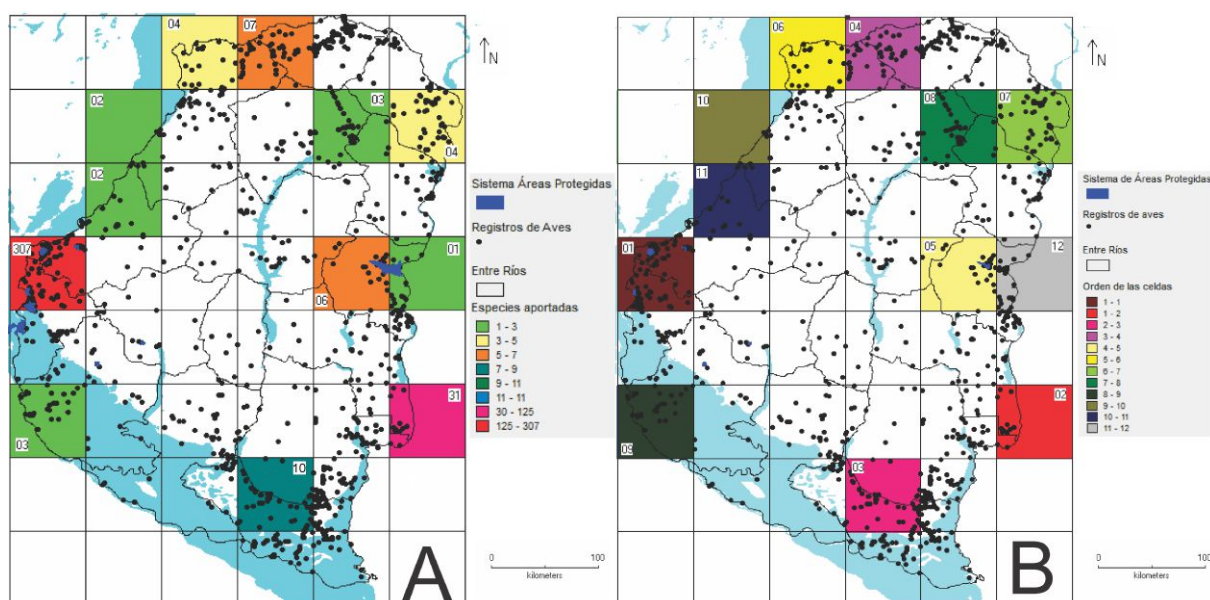 04
07
N
02
03
04
02
307
01
06
31
03
10
Sistema Áreas Protegidas
Registros de Aves
Entre Ríos
Especies aportadas
1 - 3
3 - 5
5 - 7
7 - 9
9 - 11
11 - 11
30 - 125
125 - 307
0
100
kilometers
A
06
04
N
10
08
07
11
01
05
12
02
09
03
Sistema de Áreas Protegidas
Registros de aves
Entre Ríos
Orden de las celdas
1 - 1
1 - 2
2 - 3
3 - 4
4 - 5
5 - 6
6 - 7
7 - 8
8 - 9
9 - 10
10 - 11
11 - 12
0
100
kilometers
B